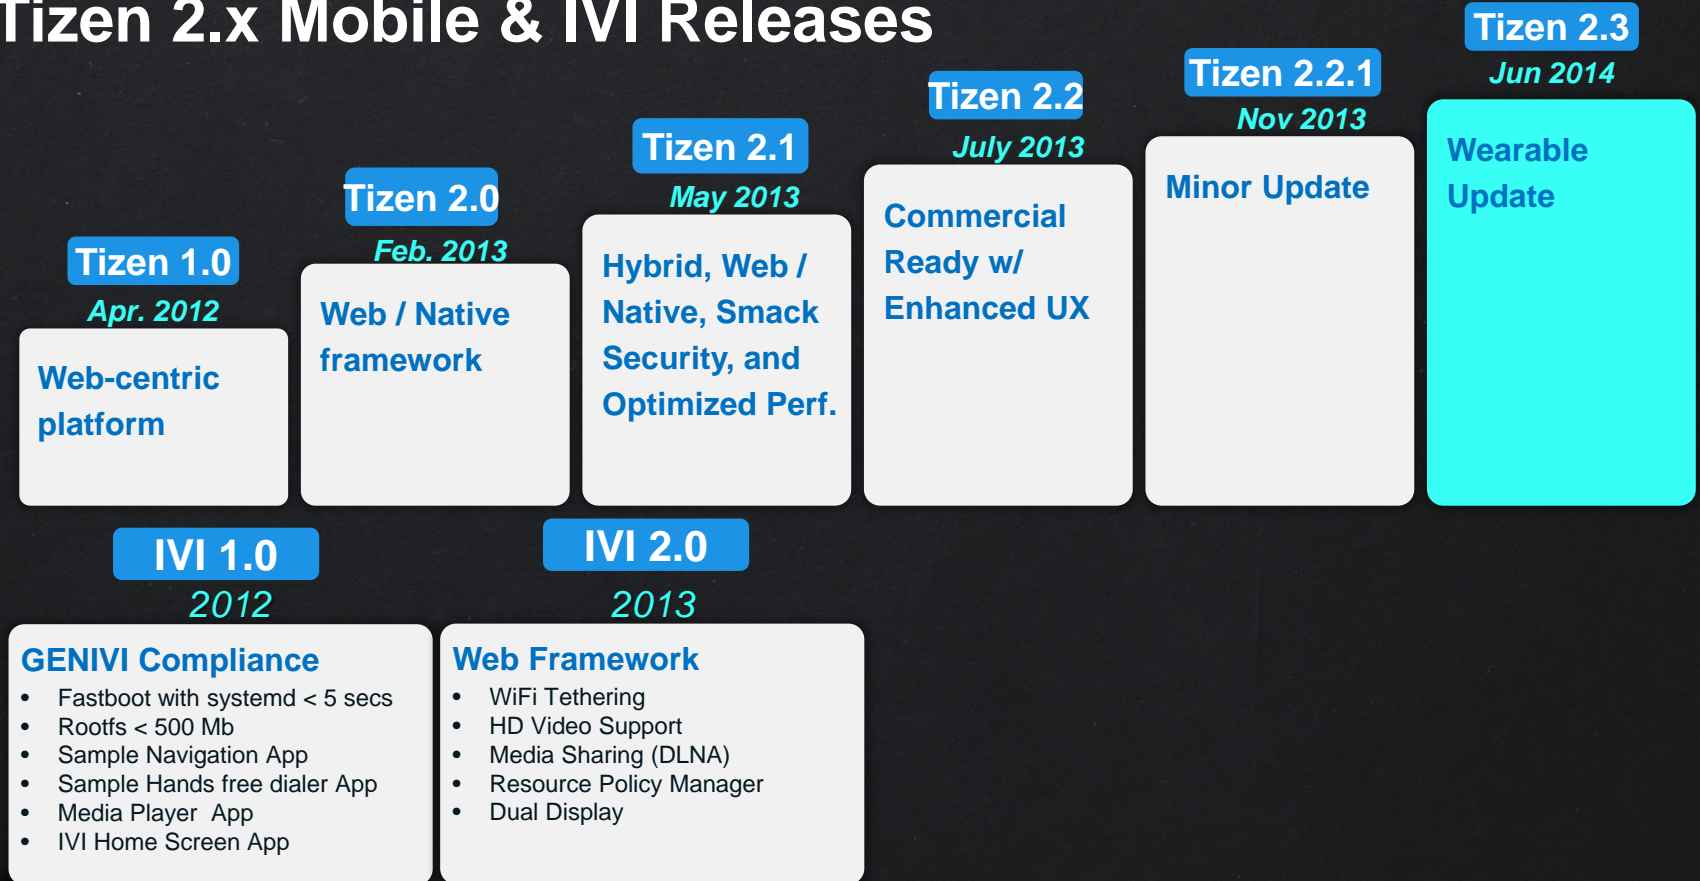 Tizen 2.x Mobile & IVI Releases
Tizen 1.0
Apr. 2012
Web-centric
platform
Tizen 2.0
Feb. 2013
Web / Native
framework
Tizen 2.1
May 2013
Hybrid, Web /
Native, Smack
Security, and
Optimized Perf.
Tizen 2.2
July 2013
Commercial
Ready w/
Enhanced UX
Tizen 2.2.1
Nov 2013
Minor Update
Tizen 2.3
Jun 2014
Wearable
Update
IVI 1.0
2012
GENIVI Compliance
• Fastboot with systemd < 5 secs
• Rootfs < 500 Mb
• Sample Navigation App
• Sample Hands free dialer App
• Media Player App
• IVI Home Screen App
IVI 2.0
2013
Web Framework
• WiFi Tethering
• HD Video Support
• Media Sharing (DLNA)
• Resource Policy Manager
• Dual Display